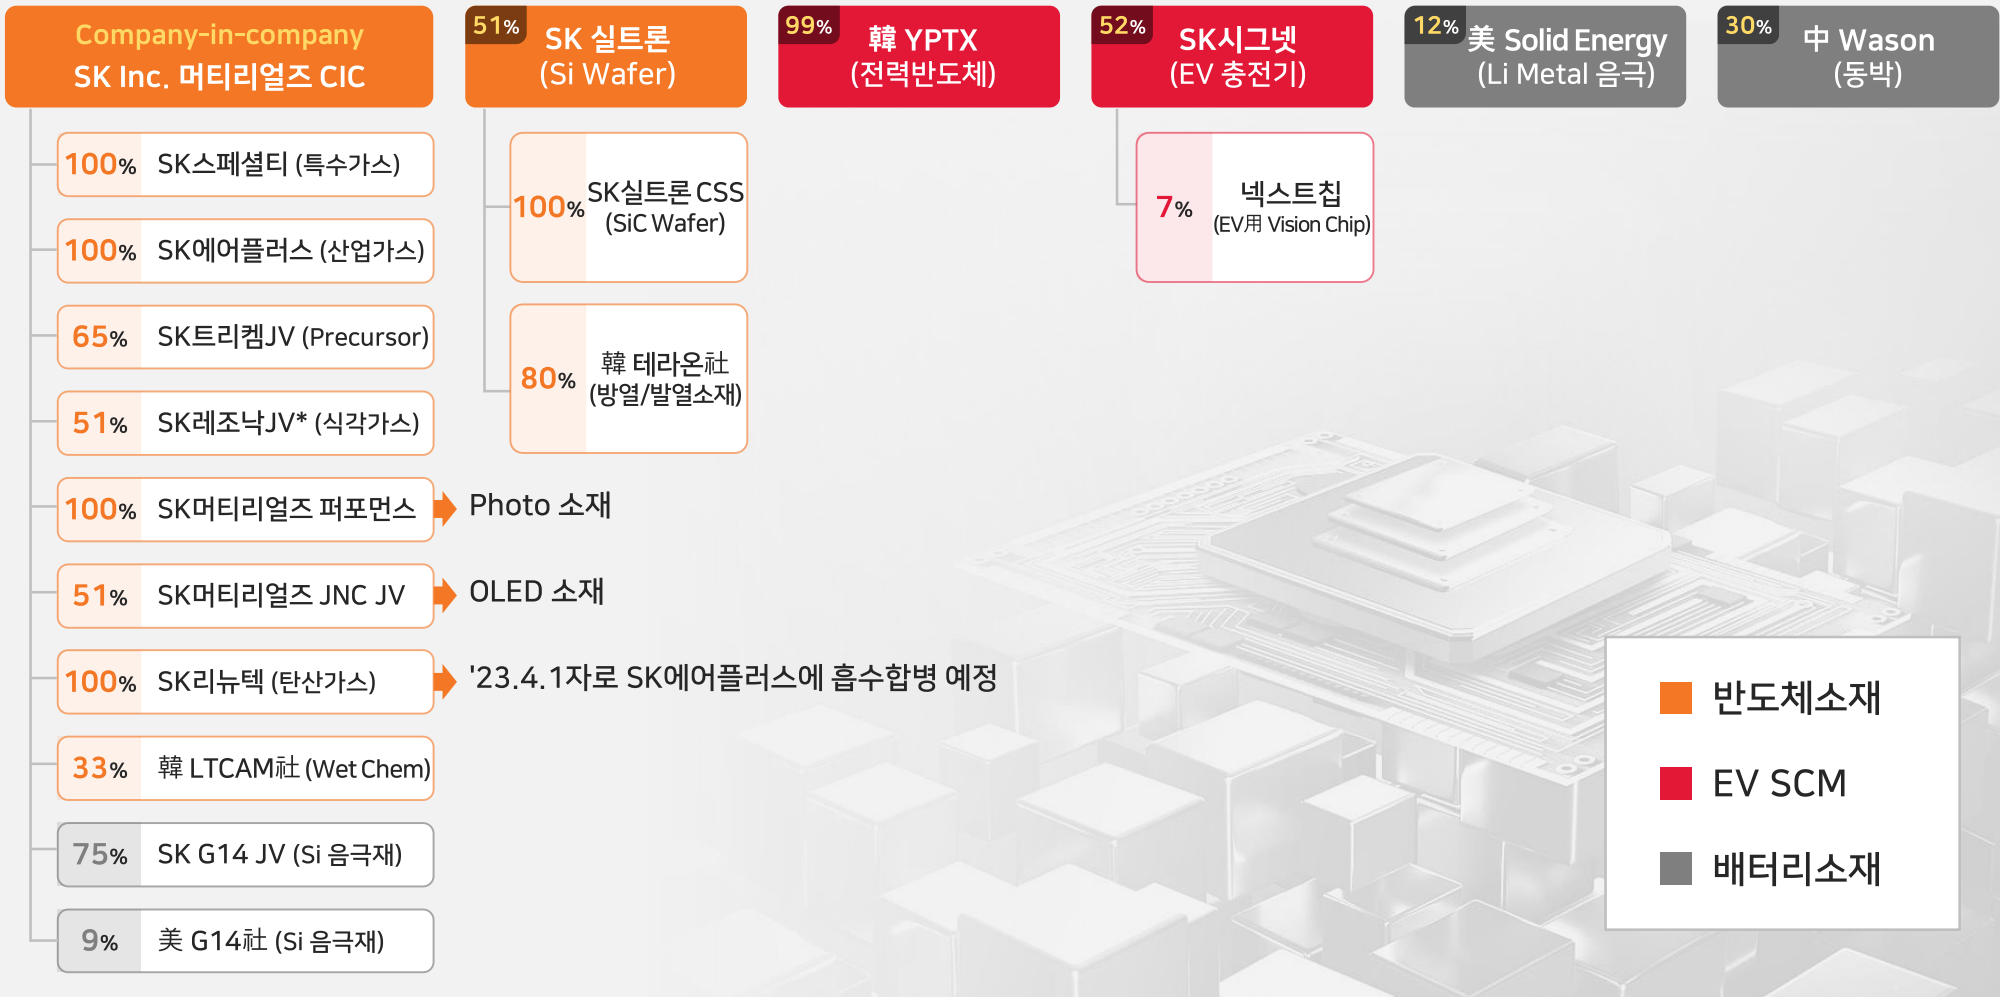 Company-in-company
SK Inc. 머티리얼즈 CIC
100% SK스페셜티 (특수가스)
100% SK에어플러스 (산업가스)
65% SK트리켐JV (Precursor)
51% SK레조낙JV* (식각가스)
100% SK머티리얼즈 퍼포먼스 Photo 소재
51% SK머티리얼즈 JNC JV OLED 소재
100% SK리뉴텍 (탄산가스) '23.4.1자로 SK에어플러스에 흡수합병 예정
33% 韓 LTCAM社 (Wet Chem)
75% SK G14 JV (Si 음극재)
9% 美 G14社 (Si 음극재)
51% SK 실트론
(Si Wafer)
100% SK실트론 CSS
(SiC Wafer)
80% 韓 테라온社
(방열/발열소재)
99% 韓 YPTX
(전력반도체)
52% SK시그넷
(EV 충전기)
7% 넥스트칩
(EV用 Vision Chip)
12% 美 Solid Energy
(Li Metal 음극)
30% 中 Wason
(동박)
반도체소재
EV SCM
배터리소재